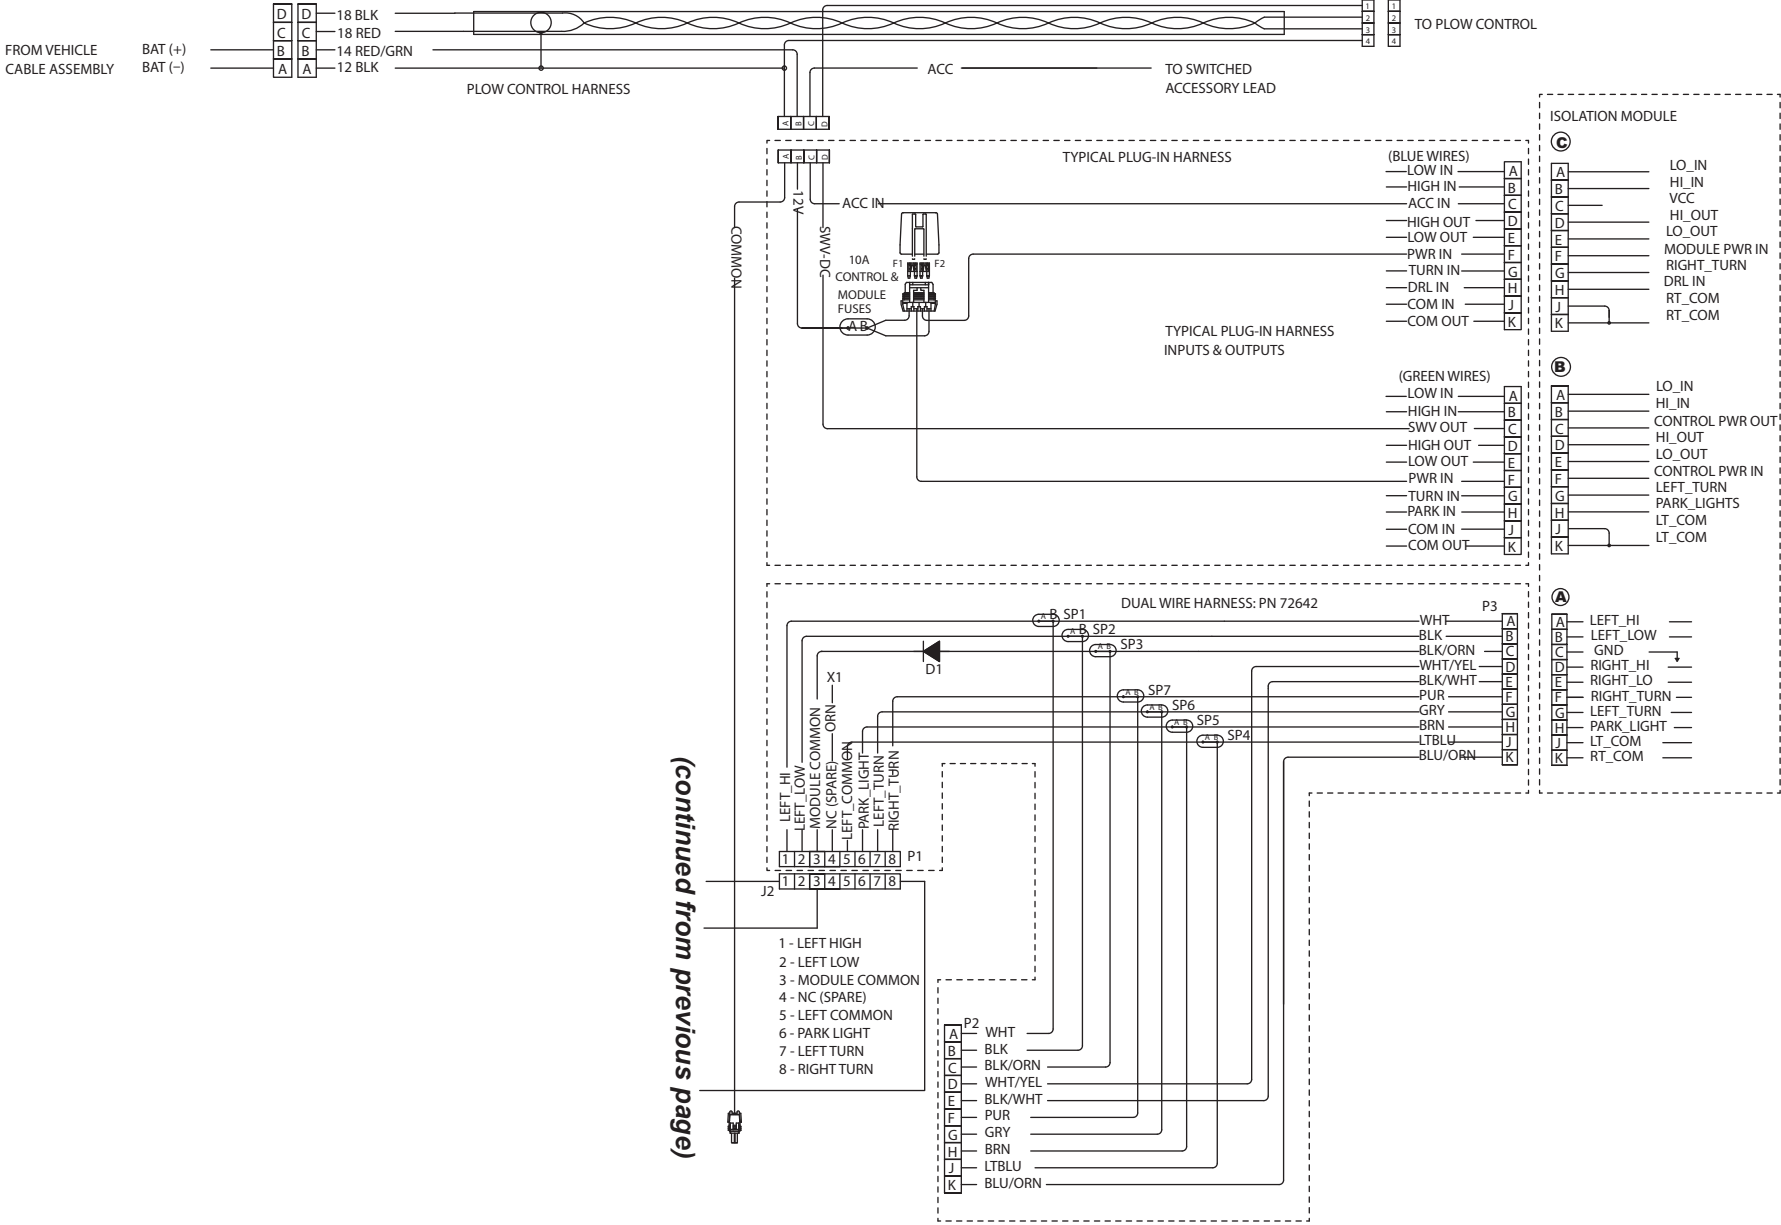 D D 18 BLK
C C 18 RED
FROM VEHICLE BAT (+) B B 14 RED/GRN
CABLE ASSEMBLY BAT (–) A A 12 BLK
PLOW CONTROL HARNESS
1 1
2 2
3 3
4 4
TO PLOW CONTROL
ACC
TO SWITCHED
ACCESSORY LEAD
A B C D
A B C D
TYPICAL PLUG-IN HARNESS
COMMON
12V
SWV-DC
ACC IN
10A
CONTROL &
MODULE
FUSES
F1 F2
A B
TYPICAL PLUG-IN HARNESS
INPUTS & OUTPUTS
(BLUE WIRES)
LOW IN A
HIGH IN B
ACC IN C
HIGH OUT D
LOW OUT E
PWR IN F
TURN IN G
DRL IN H
COM IN J
COM OUT K
(GREEN WIRES)
LOW IN A
HIGH IN B
SWV OUT C
HIGH OUT D
LOW OUT E
PWR IN F
TURN IN G
PARK IN H
COM IN J
COM OUT K
ISOLATION MODULE
C
A LO_IN
B HI_IN
C VCC
D HI_OUT
E LO_OUT
F MODULE PWR IN
G RIGHT_TURN
H DRL IN
J RT_COM
K RT_COM
B
A LO_IN
B HI_IN
C CONTROL PWR OUT
D HI_OUT
E LO_OUT
F CONTROL PWR IN
G LEFT_TURN
H PARK_LIGHTS
J LT_COM
K LT_COM
A
A LEFT_HI
B LEFT_LOW
C GND
D RIGHT_HI
E RIGHT_LO
F RIGHT_TURN
G LEFT_TURN
H PARK_LIGHT
J LT_COM
K RT_COM
DUAL WIRE HARNESS: PN 72642
P3
A B SP1
A B SP2
A B SP3
D1
X1
A B SP7
A B SP6
A B SP5
A B SP4
WHT A
BLK B
BLK/ORN C
WHT/YEL D
BLK/WHT E
PUR F
GRY G
BRN H
LTBLU J
BLU/ORN K
LEFT_HI
LEFT_LOW
MODULE COMMON
NC (SPARE) ORN
LEFT_COMMON
PARK_LIGHT
LEFT_TURN
RIGHT_TURN
1 2 3 4 5 6 7 8 P1
J2 1 2 3 4 5 6 7 8
1 - LEFT HIGH
2 - LEFT LOW
3 - MODULE COMMON
4 - NC (SPARE)
5 - LEFT COMMON
6 - PARK LIGHT
7 - LEFT TURN
8 - RIGHT TURN
(continued from previous page)
P2
A WHT
B BLK
C BLK/ORN
D WHT/YEL
E BLK/WHT
F PUR
G GRY
H BRN
J LTBLU
K BLU/ORN